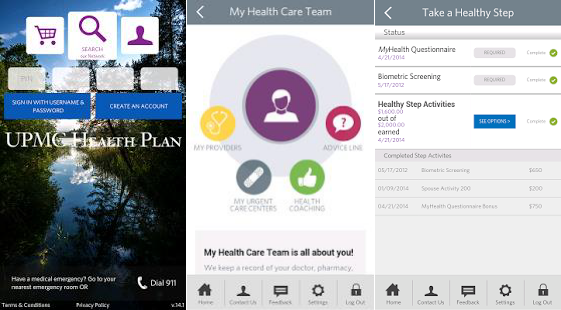 SEARCH
our Network
PIN
SIGN IN WITH USERNAME &
PASSWORD
CREATE AN ACCOUNT
UPMC HEALTH PLAN
Have a medical emergency? Go to your
nearest emergency room OR
Dial 911
Terms & Conditions
Privacy Policy
v.14.1
My Health Care Team
MY PROVIDERS
ADVICE LINE
MY URGENT
CARE CENTERS
HEALTH
COACHING
My Health Care Team is all about you!
We keep a record of your doctor, pharmacy,
Home
Contact Us
Feedback
Settings
Log Out
Take a Healthy Step
Status
MyHealth Questionnaire
4/21/2014
REQUIRED
Complete
Biometric Screening
5/17/2012
REQUIRED
Complete
Healthy Step Activities
$1,600.00
out of
$2,000.00
earned
4/21/2014
SEE OPTIONS >
Complete
Completed Step Activites
05/17/2012 Biometric Screening $650
01/09/2014 Spouse Activity 200 $200
04/21/2014 MyHealth Questionnaire Bonus $750
Home
Contact Us
Feedback
Settings
Log Out